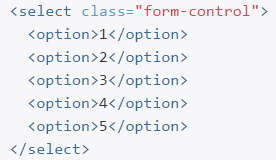 <select class="form-control">
  <option>1</option>
  <option>2</option>
  <option>3</option>
  <option>4</option>
  <option>5</option>
</select>